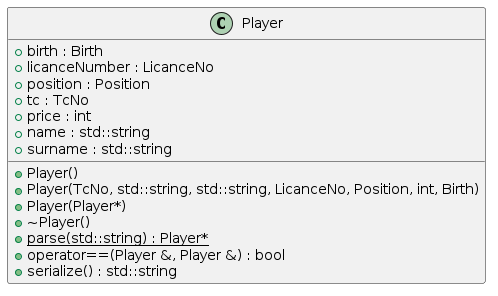 C Player
birth : Birth
licanceNumber : LicanceNo
position : Position
tc : TcNo
price : int
name : std::string
surname : std::string
Player()
Player(TcNo, std::string, std::string, LicanceNo, Position, int, Birth)
Player(Player*)
~Player()
parse(std::string) : Player*
operator==(Player &, Player &) : bool
serialize() : std::string